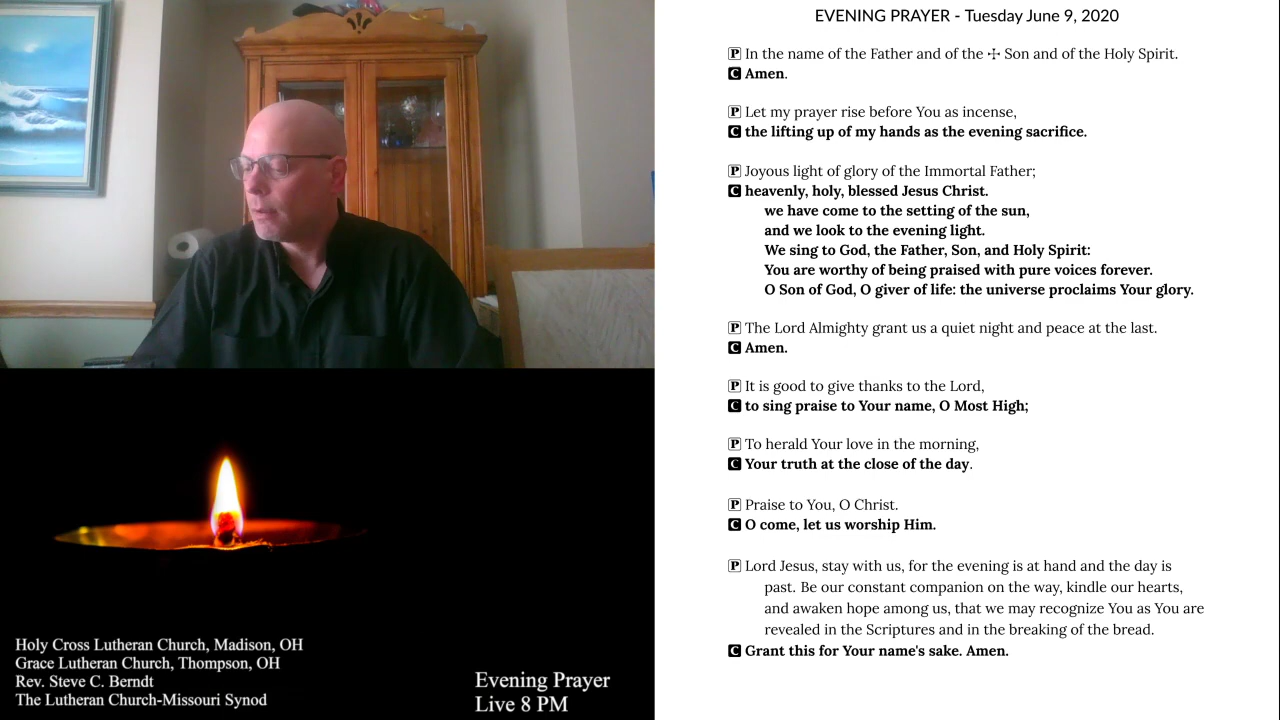 EVENING PRAYER - Tuesday June 9, 2020
P In the name of the Father and of the ☩ Son and of the Holy Spirit.
C Amen.
P Let my prayer rise before You as incense,
C the lifting up of my hands as the evening sacrifice.
P Joyous light of glory of the Immortal Father;
C heavenly, holy, blessed Jesus Christ.
we have come to the setting of the sun,
and we look to the evening light.
We sing to God, the Father, Son, and Holy Spirit:
You are worthy of being praised with pure voices forever.
O Son of God, O giver of life: the universe proclaims Your glory.
P The Lord Almighty grant us a quiet night and peace at the last.
C Amen.
P It is good to give thanks to the Lord,
C to sing praise to Your name, O Most High;
P To herald Your love in the morning,
C Your truth at the close of the day.
P Praise to You, O Christ.
C O come, let us worship Him.
P Lord Jesus, stay with us, for the evening is at hand and the day is
past. Be our constant companion on the way, kindle our hearts,
and awaken hope among us, that we may recognize You as You are
revealed in the Scriptures and in the breaking of the bread.
C Grant this for Your name's sake. Amen.
Holy Cross Lutheran Church, Madison, OH
Grace Lutheran Church, Thompson, OH
Rev. Steve C. Berndt
The Lutheran Church-Missouri Synod
Evening Prayer
Live 8 PM